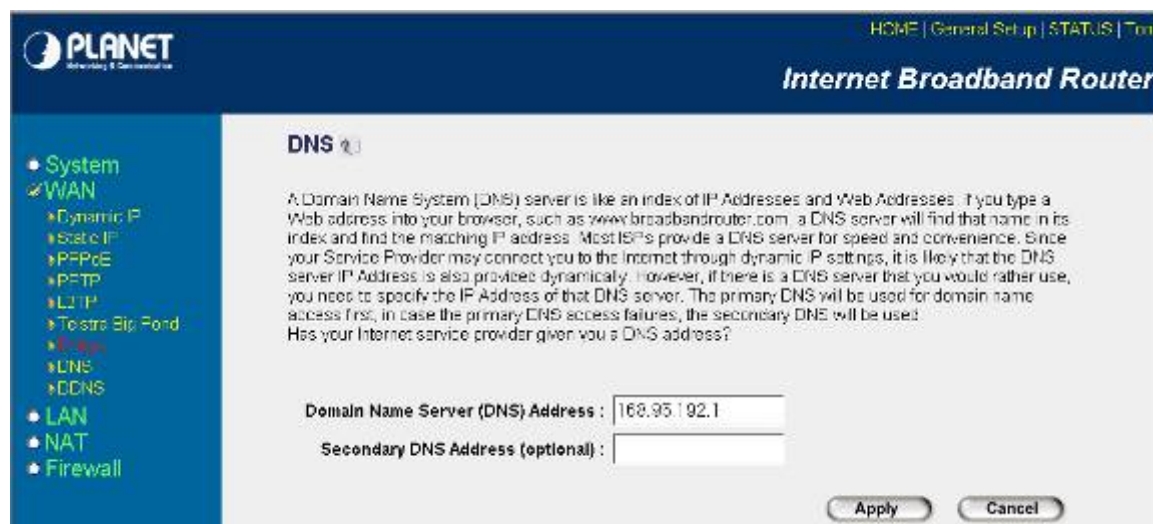 PLANET
Networking & Communication
HOME | General Setup | STATUS | Too
Internet Broadband Router
DNS
System
WAN
Dynamic IP
Static IP
PPPoE
PPTP
L2TP
Telstra Big Pond
DNS
DDNS
LAN
NAT
Firewall
A Domain Name System (DNS) server is like an index of IP Addresses and Web Addresses. If you type a
Web address into your browser, such as www.broadbandrouter.com, a DNS server will find that name in its
index and find the matching IP address. Most ISPs provide a DNS server for speed and convenience. Since
your Service Provider may connect you to the Internet through dynamic IP settings, it is likely that the DNS
server IP Address is also provided dynamically. However, if there is a DNS server that you would rather use,
you need to specify the IP Address of that DNS server. The primary DNS will be used for domain name
access first, in case the primary DNS access failures, the secondary DNS will be used.
Has your Internet service provider given you a DNS address?
Domain Name Server (DNS) Address : 168.95.192.1
Secondary DNS Address (optional) :
Apply Cancel